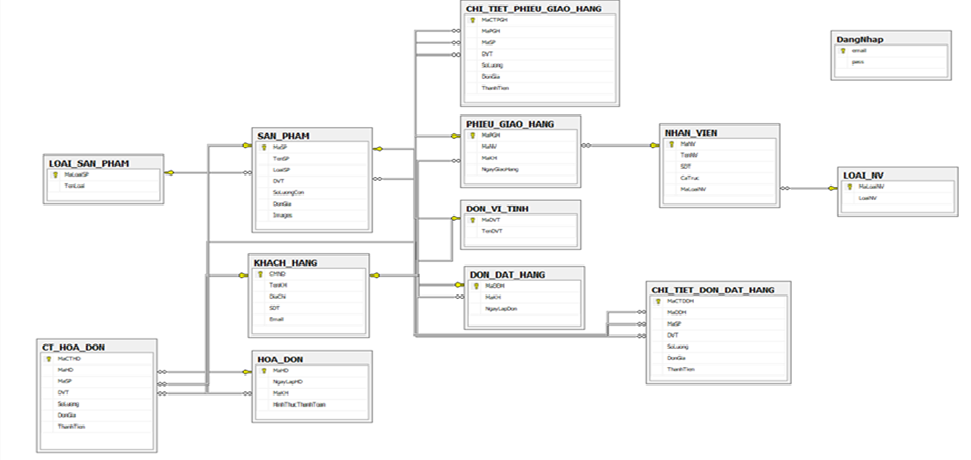 CHI_TIET_PHIEU_GIAO_HANG
MaCTPGH
MaPGH
MaSP
DVT
SoLuong
DonGia
ThanhTien
DangNhap
email
pass
PHIEU_GIAO_HANG
MaPGH
MaNV
MaKH
NgayGiaoHang
NHAN_VIEN
MaNV
TenNV
SDT
CaTruc
MaLoaiNV
SAN_PHAM
MaSP
TenSP
LoaiSP
DVT
SoLuongCon
DonGia
Images
LOAI_SAN_PHAM
MaLoaiSP
TenLoai
LOAI_NV
MaLoaiNV
LoaiNV
DON_VI_TINH
MaDVT
TenDVT
KHACH_HANG
CMND
TenKH
DiaChi
SDT
Email
DON_DAT_HANG
MaDDH
MaKH
NgayLapDon
CHI_TIET_DON_DAT_HANG
MaCTDDH
MaDDH
MaSP
DVT
SoLuong
DonGia
ThanhTien
CT_HOA_DON
MaCTHD
MaHD
MaSP
DVT
SoLuong
DonGia
ThanhTien
HOA_DON
MaHD
NgayLapHD
MaKH
HinhThucThanhToan